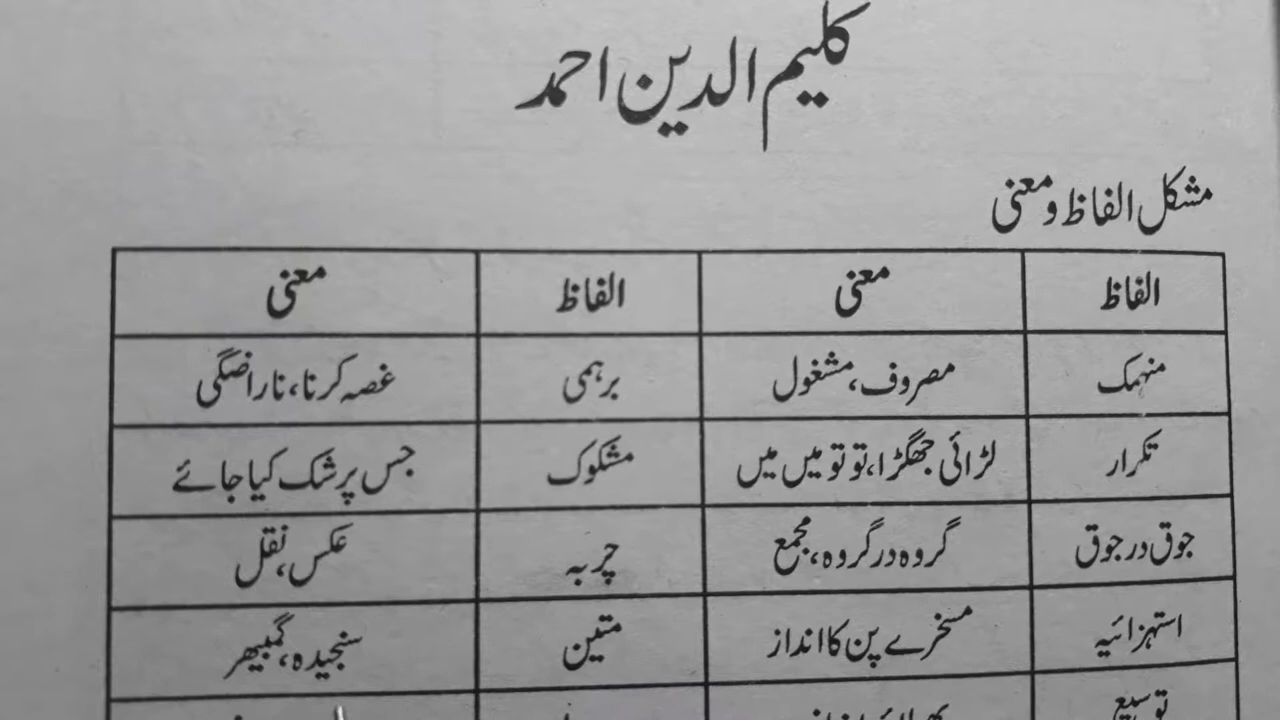 کلیم الدین احمد
مشکل الفاظ و معنی
الفاظ معنی الفاظ معنی
منہمک مصروف، مشغول برہمی غصہ کرنا، ناراضگی
تکرار لڑائی جھگڑا، تو تو میں میں مشکوک جس پر شک کیا جائے
جوق در جوق گروہ در گروہ، مجمع چربہ عکس، نقل
استہزائیہ مسخرے پن کا انداز متین سنجیدہ، گمبھیر
توسیع